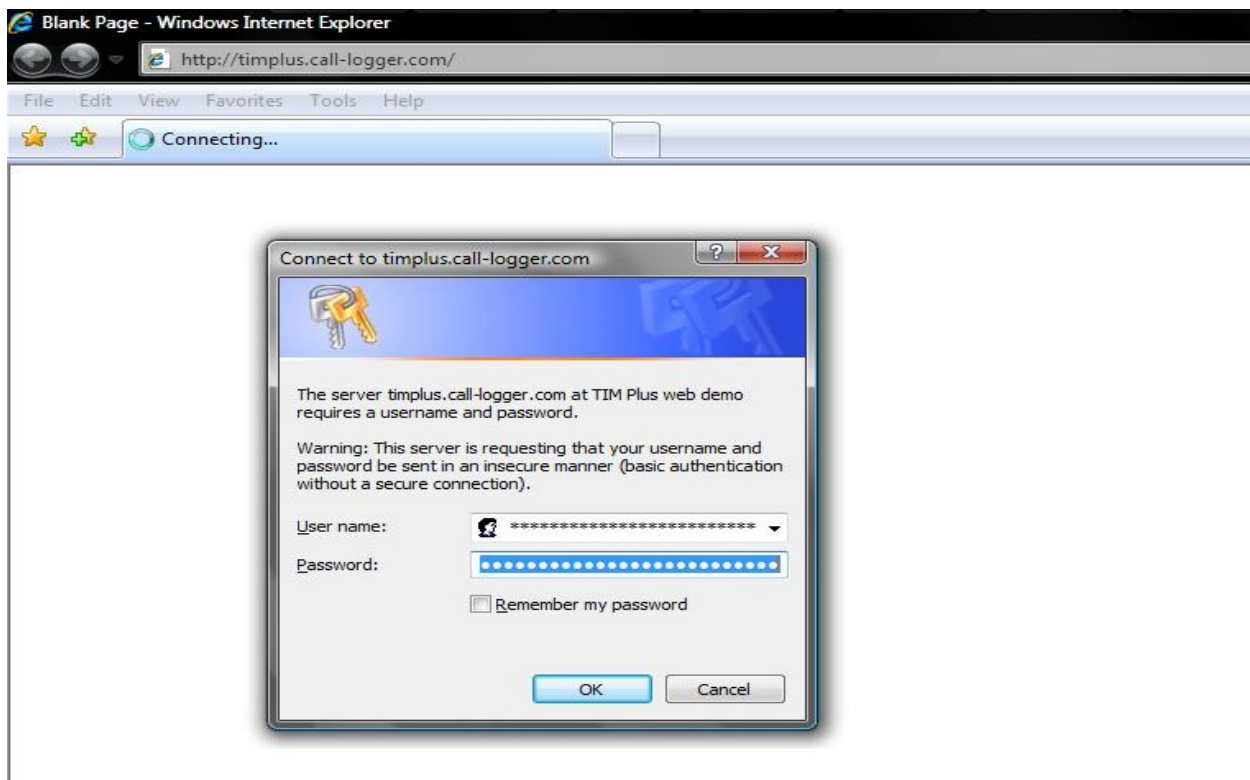 Blank Page - Windows Internet Explorer
http://timplus.call-logger.com/
File Edit View Favorites Tools Help
Connecting...
Connect to timplus.call-logger.com
?
X
The server timplus.call-logger.com at TIM Plus web demo
requires a username and password.
Warning: This server is requesting that your username and
password be sent in an insecure manner (basic authentication
without a secure connection).
User name: *************************
Password: ••••••••••••••••••••••••••
Remember my password
OK Cancel